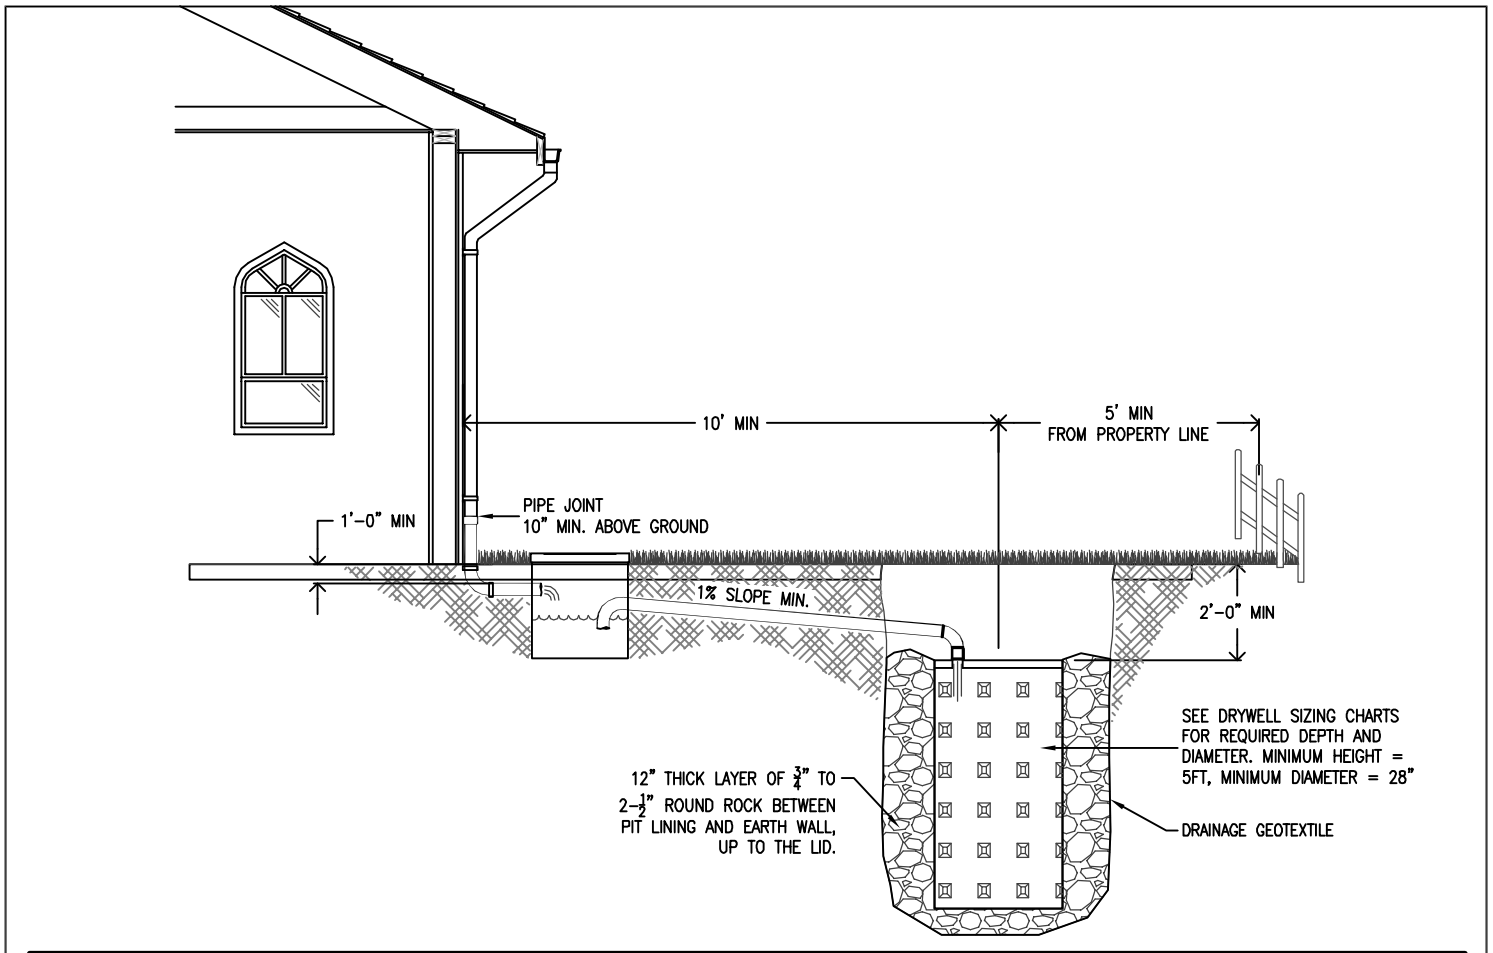 10' MIN
5' MIN
FROM PROPERTY LINE
PIPE JOINT
10" MIN. ABOVE GROUND
1'-0" MIN
1% SLOPE MIN.
2'-0" MIN
SEE DRYWELL SIZING CHARTS
FOR REQUIRED DEPTH AND
DIAMETER. MINIMUM HEIGHT =
5FT, MINIMUM DIAMETER = 28"
12" THICK LAYER OF 3/4" TO
2-1/2" ROUND ROCK BETWEEN
PIT LINING AND EARTH WALL,
UP TO THE LID.
DRAINAGE GEOTEXTILE